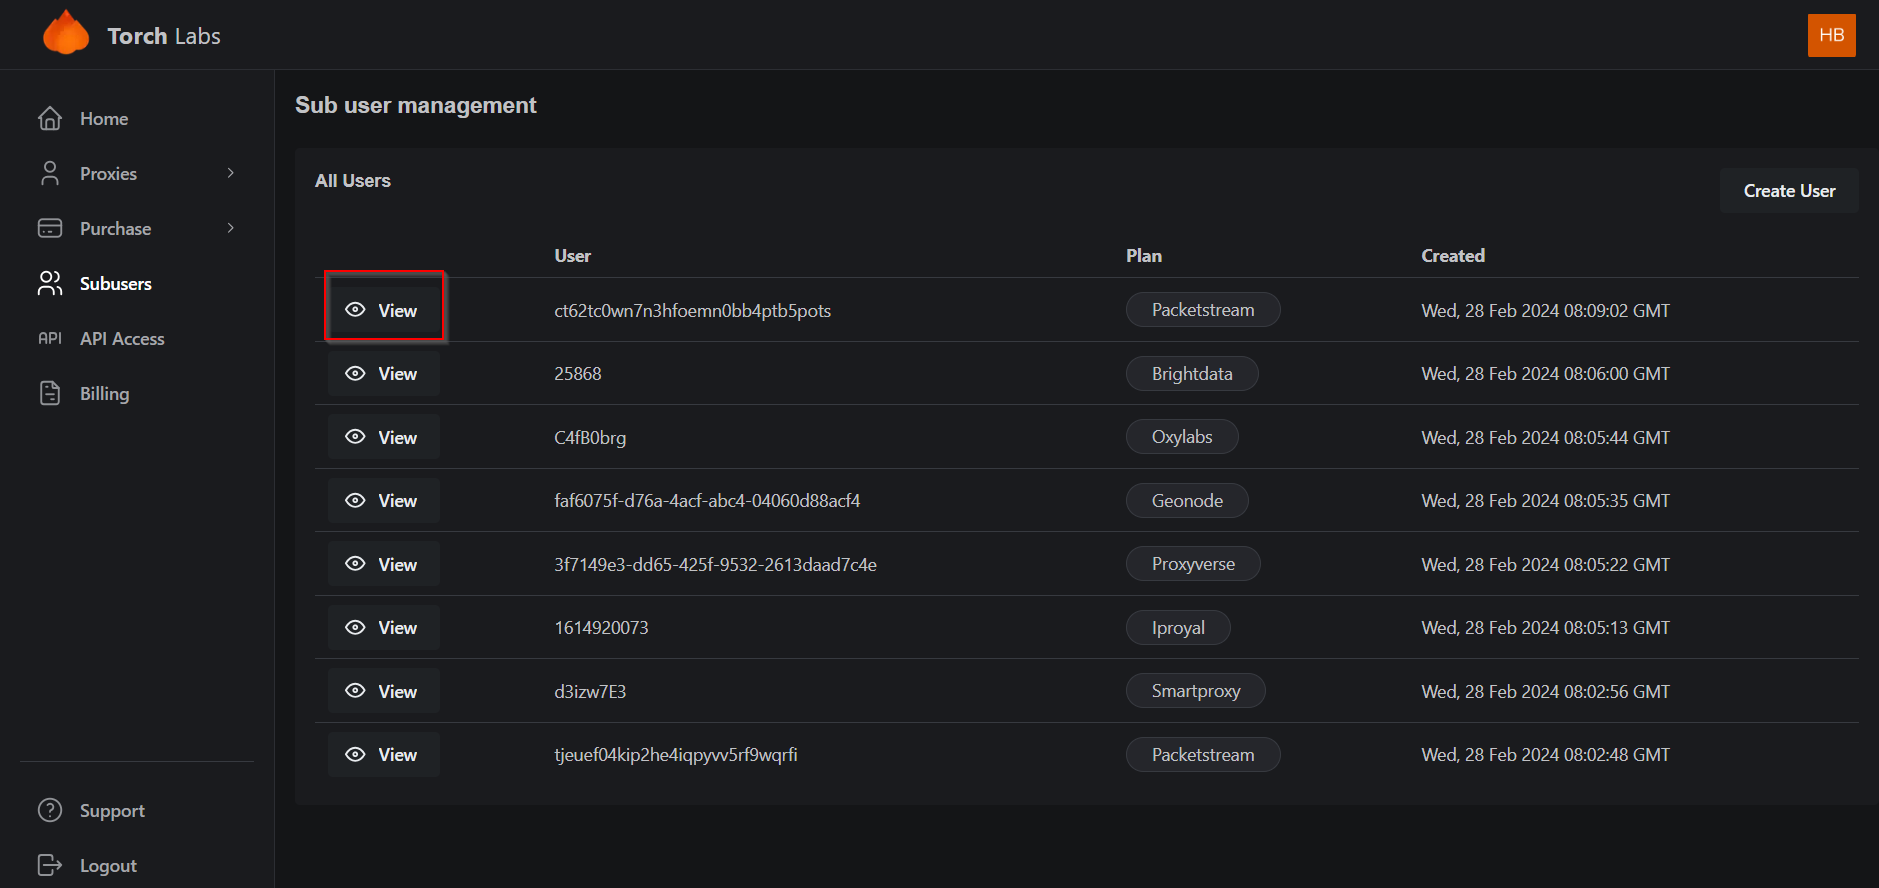 Torch Labs
HB
Home
Proxies
Purchase
Subusers
API API Access
Billing
Support
Logout
Sub user management
All Users
Create User
User Plan Created
View ct62tc0wn7n3hfoemn0bb4ptb5pots Packetstream Wed, 28 Feb 2024 08:09:02 GMT
View 25868 Brightdata Wed, 28 Feb 2024 08:06:00 GMT
View C4fB0brg Oxylabs Wed, 28 Feb 2024 08:05:44 GMT
View faf6075f-d76a-4acf-abc4-04060d88acf4 Geonode Wed, 28 Feb 2024 08:05:35 GMT
View 3f7149e3-dd65-425f-9532-2613daad7c4e Proxyverse Wed, 28 Feb 2024 08:05:22 GMT
View 1614920073 Iproyal Wed, 28 Feb 2024 08:05:13 GMT
View d3izw7E3 Smartproxy Wed, 28 Feb 2024 08:02:56 GMT
View tjeuef04kip2he4iqpyvv5rf9wqrfi Packetstream Wed, 28 Feb 2024 08:02:48 GMT